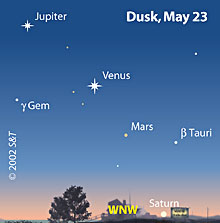 Jupiter
Dusk, May 23
Venus
γ Gem
Mars
β Tauri
© 2002 S&T
WNW
Saturn